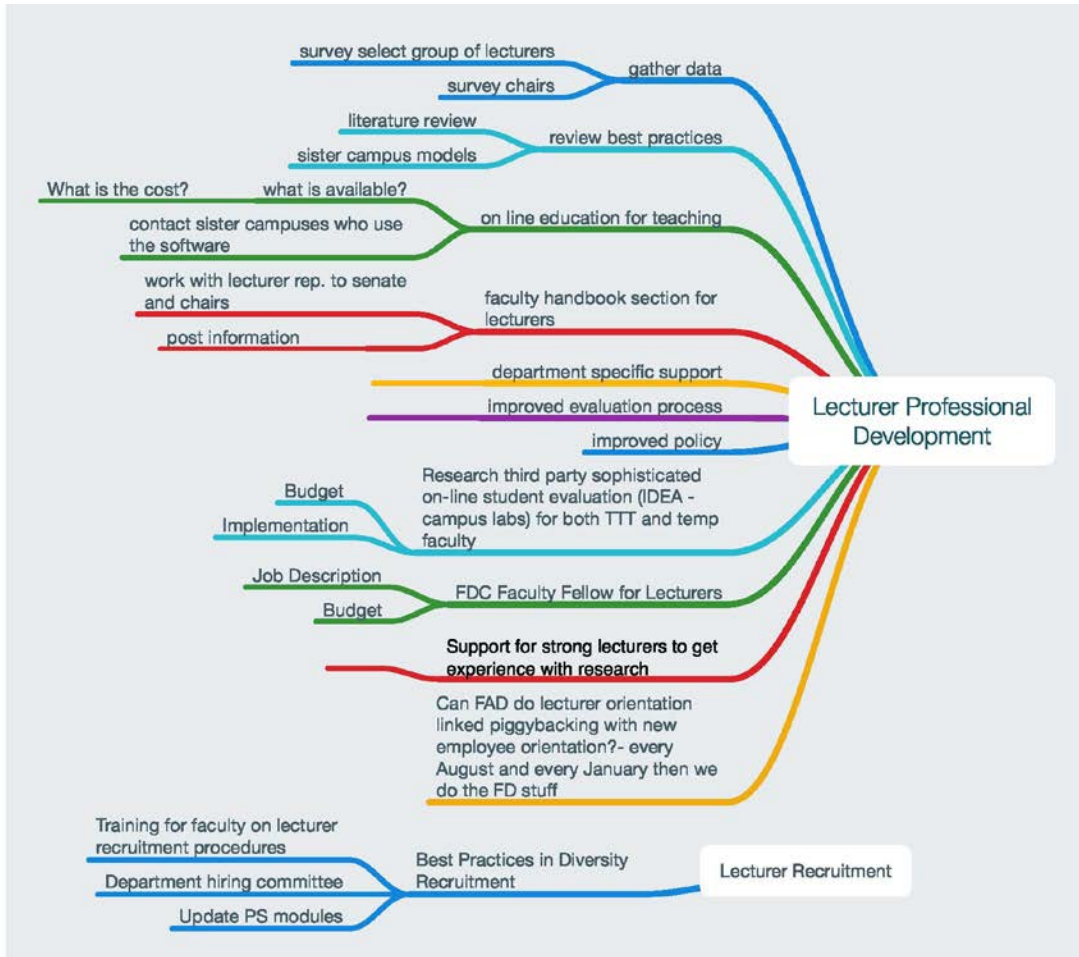 survey select group of lecturers
survey chairs
gather data
literature review
sister campus models
review best practices
What is the cost?
what is available?
contact sister campuses who use
the software
on line education for teaching
work with lecturer rep. to senate
and chairs
post information
faculty handbook section for
lecturers
department specific support
improved evaluation process
improved policy
Lecturer Professional
Development
Budget
Implementation
Research third party sophisticated
on-line student evaluation (IDEA -
campus labs) for both TTT and temp
faculty
Job Description
Budget
FDC Faculty Fellow for Lecturers
Support for strong lecturers to get
experience with research
Can FAD do lecturer orientation
linked piggybacking with new
employee orientation?- every
August and every January then we
do the FD stuff
Training for faculty on lecturer
recruitment procedures
Department hiring committee
Update PS modules
Best Practices in Diversity
Recruitment
Lecturer Recruitment